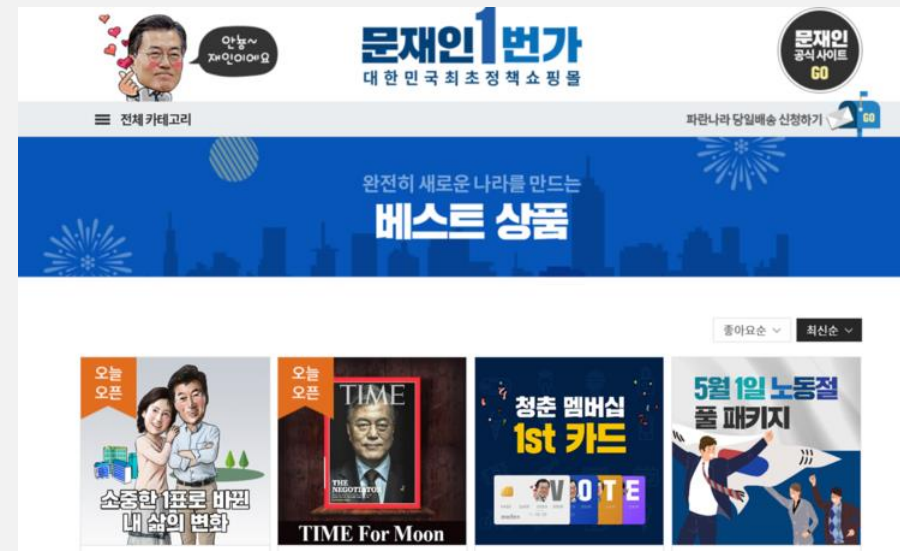 안뇽~
재인이에요
문재인1번가
대한민국최초정책쇼핑몰
문재인
공식 사이트
GO
전체 카테고리
파란나라 당일배송 신청하기
GO
완전히 새로운 나라를 만드는
베스트 상품
좋아요순
최신순
오늘
오픈
소중한 1표로 바뀐
내 삶의 변화
오늘
오픈
TIME
THE
NEGOTIATOR
TIME For Moon
청춘 멤버십
1st 카드
VOTE
5월 1일 노동절
풀 패키지